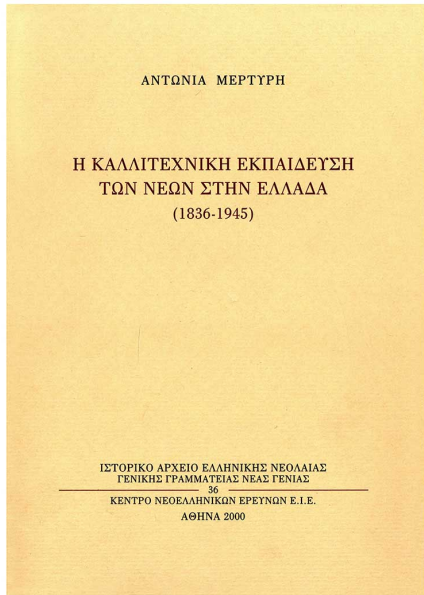 ΑΝΤΩΝΙΑ ΜΕΡΤΥΡΗ
Η ΚΑΛΛΙΤΕΧΝΙΚΗ ΕΚΠΑΙΔΕΥΣΗ
ΤΩΝ ΝΕΩΝ ΣΤΗΝ ΕΛΛΑΔΑ
(1836-1945)
ΙΣΤΟΡΙΚΟ ΑΡΧΕΙΟ ΕΛΛΗΝΙΚΗΣ ΝΕΟΛΑΙΑΣ
ΓΕΝΙΚΗΣ ΓΡΑΜΜΑΤΕΙΑΣ ΝΕΑΣ ΓΕΝΙΑΣ
36
ΚΕΝΤΡΟ ΝΕΟΕΛΛΗΝΙΚΩΝ ΕΡΕΥΝΩΝ Ε.Ι.Ε.
ΑΘΗΝΑ 2000